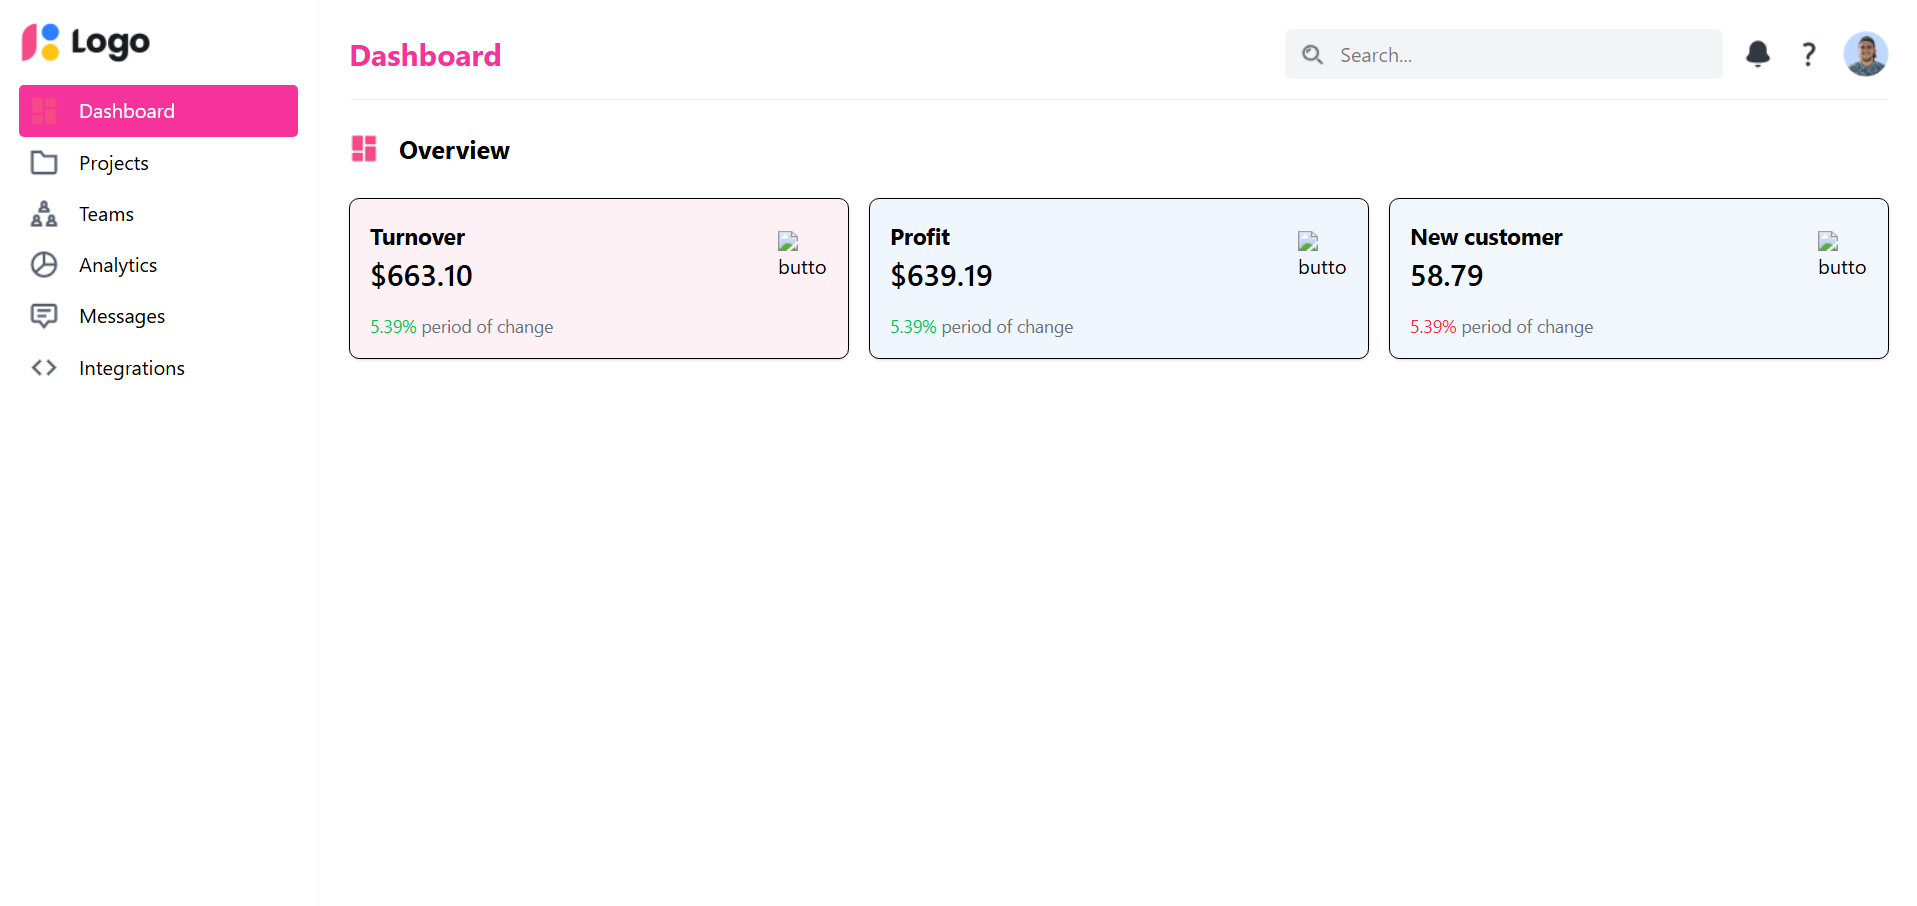 Logo
Dashboard
Projects
Teams
Analytics
Messages
Integrations
Dashboard
Search...
?
Overview
Turnover
$663.10
butto
5.39% period of change
Profit
$639.19
butto
5.39% period of change
New customer
58.79
butto
5.39% period of change